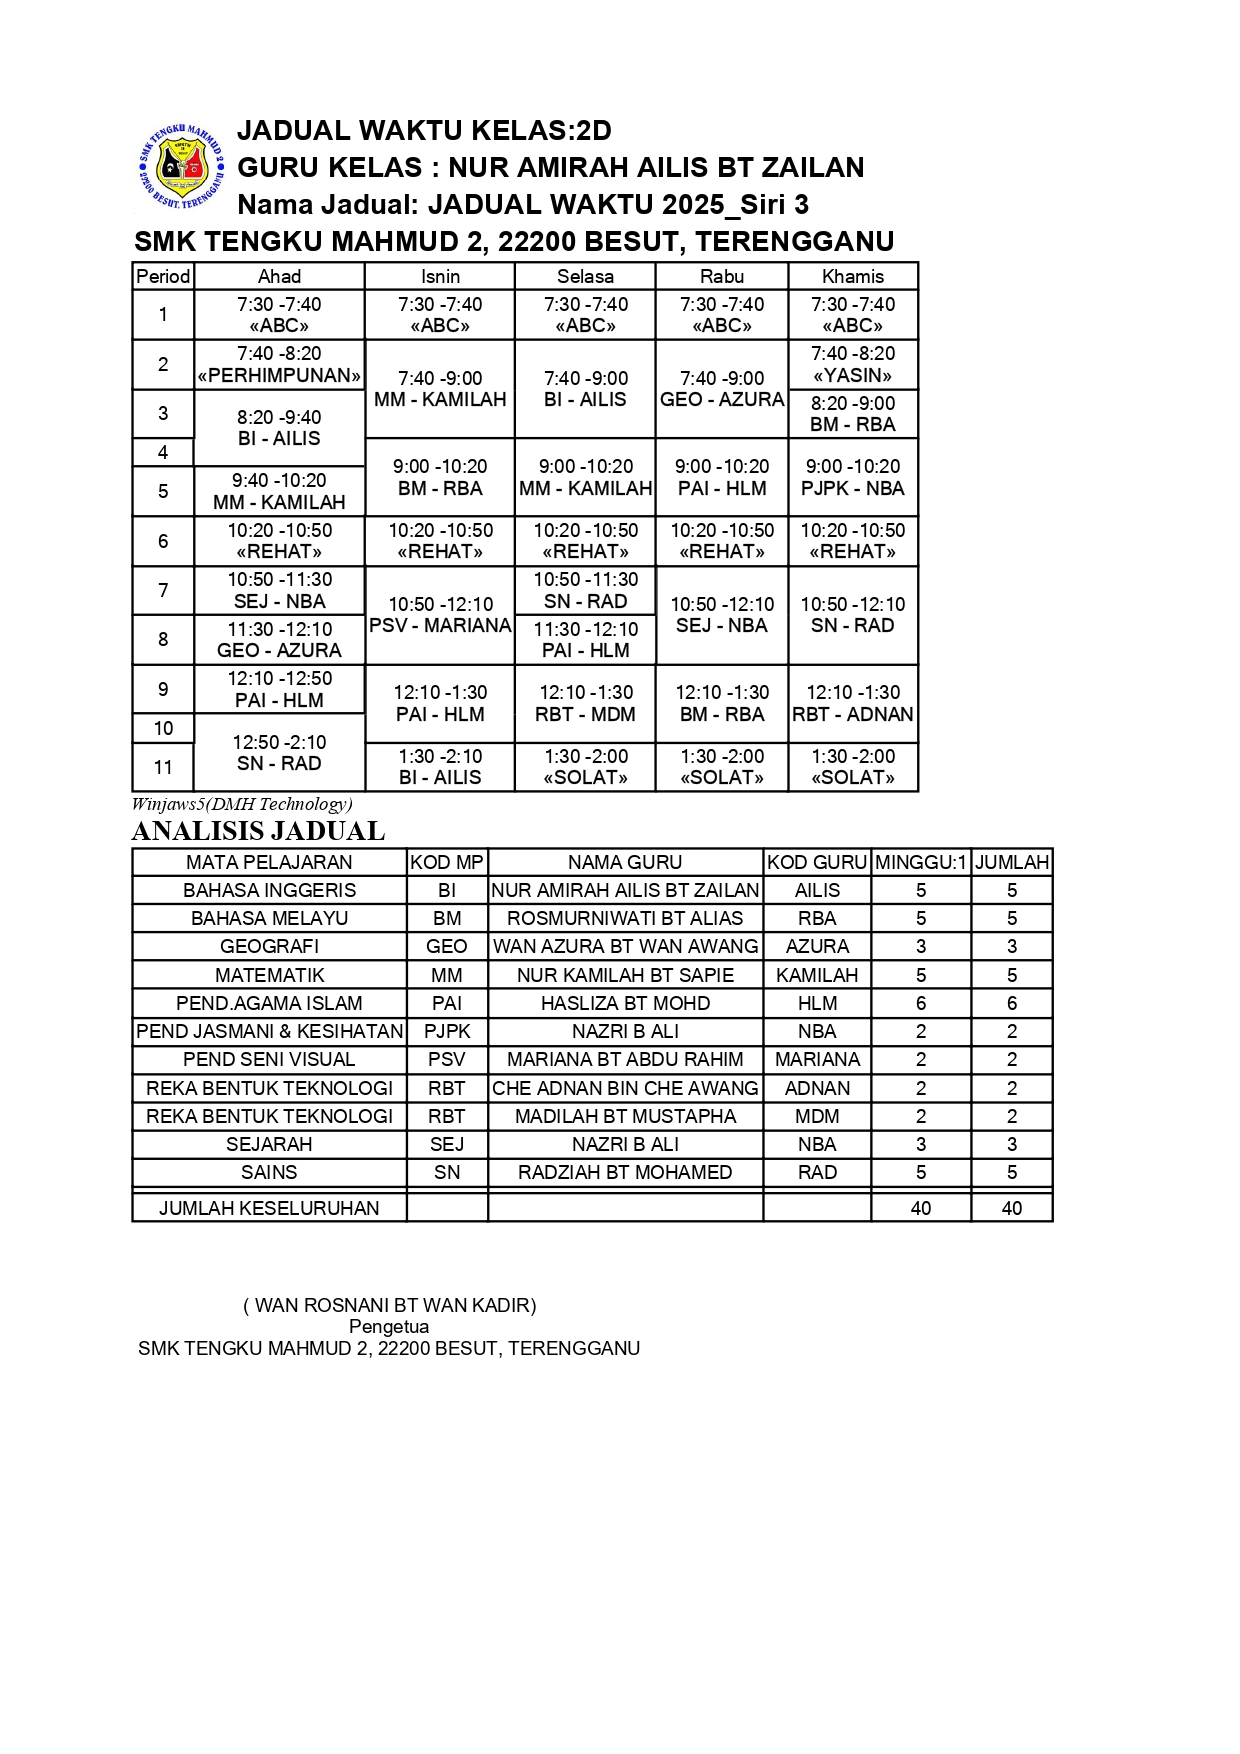 SMK TENGKU MAHMUD 2
22200 BESUT, TERENGGANU
JADUAL WAKTU KELAS:2D
GURU KELAS : NUR AMIRAH AILIS BT ZAILAN
Nama Jadual: JADUAL WAKTU 2025_Siri 3
SMK TENGKU MAHMUD 2, 22200 BESUT, TERENGGANU
Period Ahad Isnin Selasa Rabu Khamis
1
7:30 -7:40 7:30 -7:40 7:30 -7:40 7:30 -7:40 7:30 -7:40
«ABC» «ABC» «ABC» «ABC» «ABC»
2
7:40 -8:20 7:40 -8:20
«PERHIMPUNAN» «YASIN»
7:40 -9:00 7:40 -9:00 7:40 -9:00
MM - KAMILAH BI - AILIS GEO - AZURA
3
8:20 -9:40 8:20 -9:00
BI - AILIS BM - RBA
4
9:00 -10:20 9:00 -10:20 9:00 -10:20 9:00 -10:20
BM - RBA MM - KAMILAH PAI - HLM PJPK - NBA
5
9:40 -10:20
MM - KAMILAH
6
10:20 -10:50 10:20 -10:50 10:20 -10:50 10:20 -10:50 10:20 -10:50
«REHAT» «REHAT» «REHAT» «REHAT» «REHAT»
7
10:50 -11:30 10:50 -11:30
SEJ - NBA SN - RAD
10:50 -12:10 10:50 -12:10 10:50 -12:10
PSV - MARIANA SEJ - NBA SN - RAD
8
11:30 -12:10 11:30 -12:10
GEO - AZURA PAI - HLM
9
12:10 -12:50
PAI - HLM
12:10 -1:30 12:10 -1:30 12:10 -1:30 12:10 -1:30
PAI - HLM RBT - MDM BM - RBA RBT - ADNAN
10
12:50 -2:10
SN - RAD
11
1:30 -2:10 1:30 -2:00 1:30 -2:00 1:30 -2:00
BI - AILIS «SOLAT» «SOLAT» «SOLAT»
Winjaws5(DMH Technology)
ANALISIS JADUAL
MATA PELAJARAN KOD MP NAMA GURU KOD GURU MINGGU:1 JUMLAH
BAHASA INGGERIS BI NUR AMIRAH AILIS BT ZAILAN AILIS 5 5
BAHASA MELAYU BM ROSMURNIWATI BT ALIAS RBA 5 5
GEOGRAFI GEO WAN AZURA BT WAN AWANG AZURA 3 3
MATEMATIK MM NUR KAMILAH BT SAPIE KAMILAH 5 5
PEND.AGAMA ISLAM PAI HASLIZA BT MOHD HLM 6 6
PEND JASMANI & KESIHATAN PJPK NAZRI B ALI NBA 2 2
PEND SENI VISUAL PSV MARIANA BT ABDU RAHIM MARIANA 2 2
REKA BENTUK TEKNOLOGI RBT CHE ADNAN BIN CHE AWANG ADNAN 2 2
REKA BENTUK TEKNOLOGI RBT MADILAH BT MUSTAPHA MDM 2 2
SEJARAH SEJ NAZRI B ALI NBA 3 3
SAINS SN RADZIAH BT MOHAMED RAD 5 5
JUMLAH KESELURUHAN 40 40
( WAN ROSNANI BT WAN KADIR)
Pengetua
SMK TENGKU MAHMUD 2, 22200 BESUT, TERENGGANU